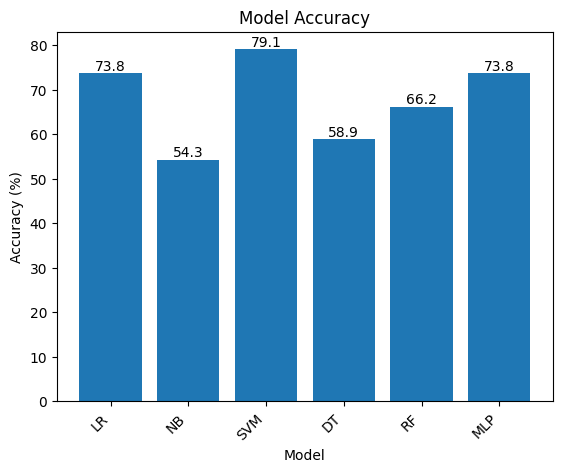 Model Accuracy
80
70
60
50
40
30
20
10
0
Accuracy (%)
73.8
54.3
79.1
58.9
66.2
73.8
LR
NB
SVM
DT
RF
MLP
Model